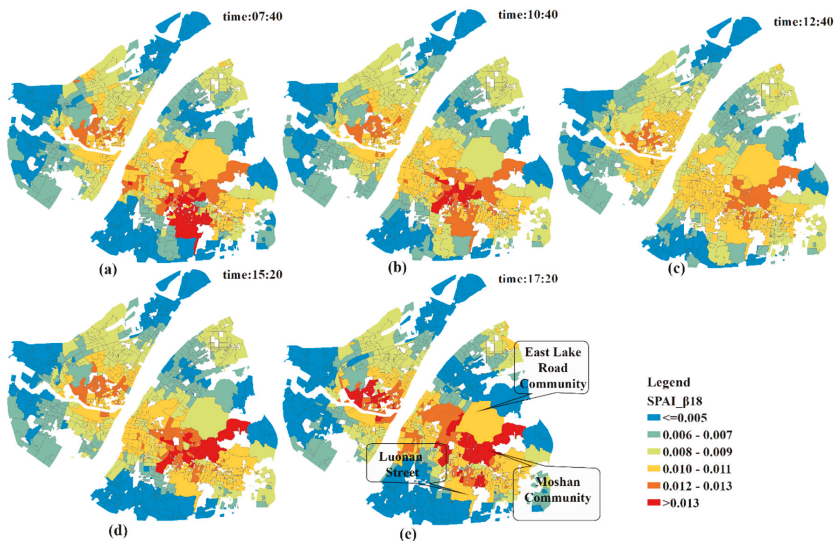 time:07:40
time:10:40
time:12:40
(a)
(b)
(c)
time:15:20
time:17:20
East Lake
Road
Community
Luonan
Street
Moshan
Community
Legend
SPAI_β18
<=0.005
0.006 - 0.007
0.008 - 0.009
0.010 - 0.011
0.012 - 0.013
>0.013
(d)
(e)